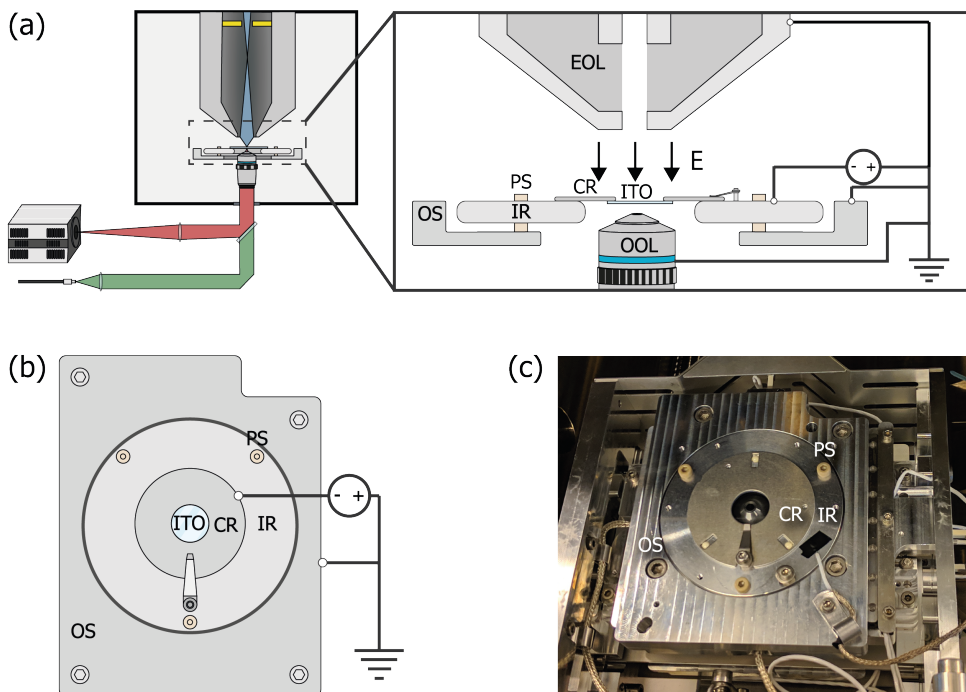 (a)
EOL
E
PS
CR
ITO
OS
IR
OOL
- +
(b)
PS
- +
ITO
CR
IR
OS
(c)
PS
CR
IR
OS